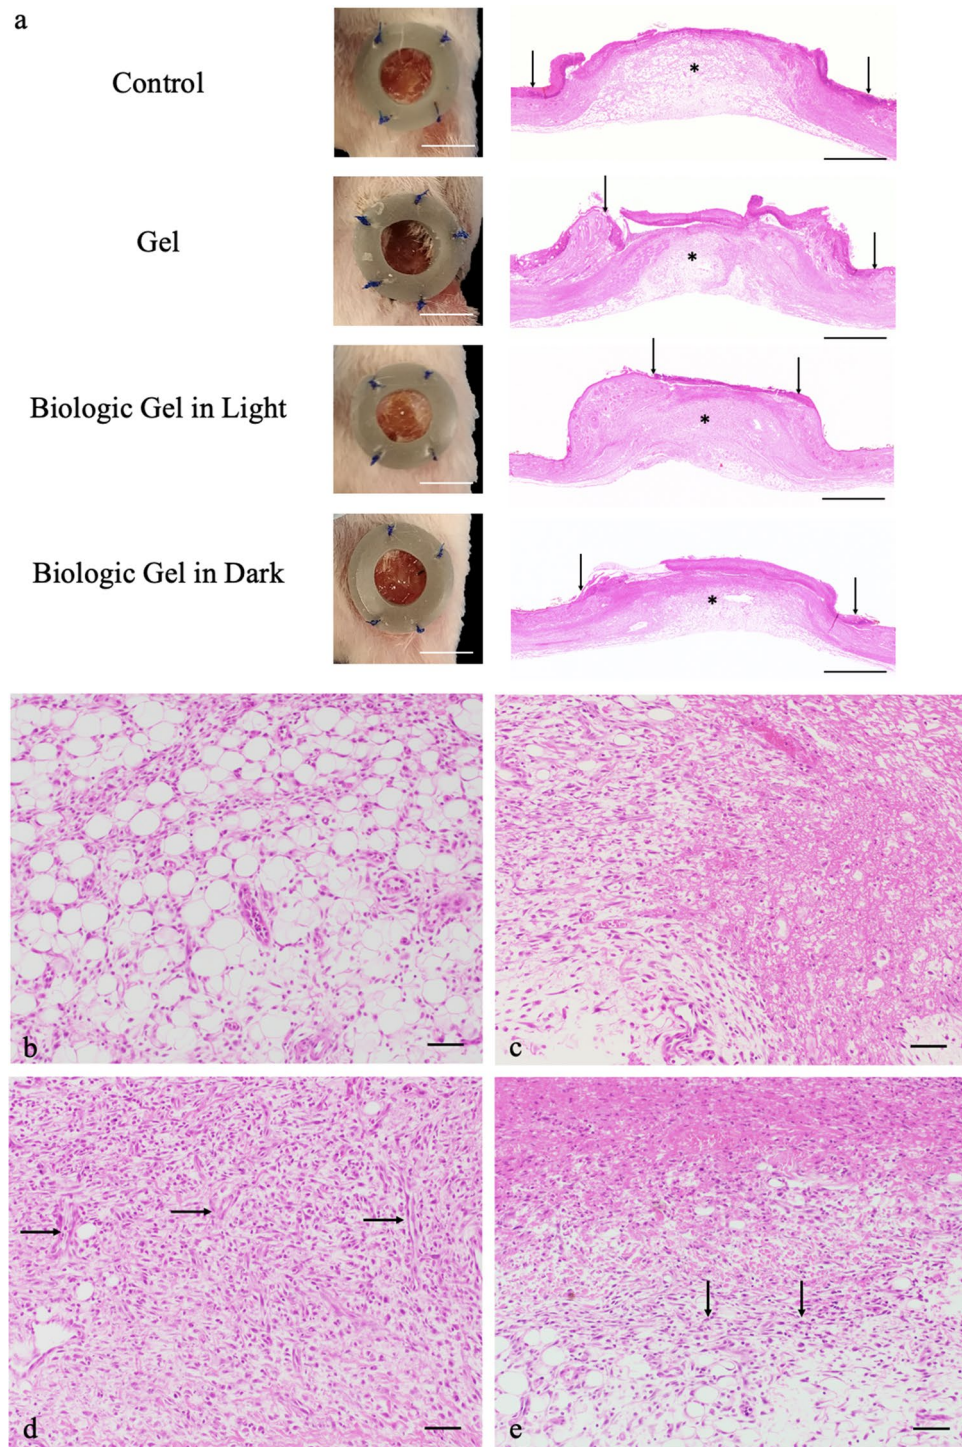 a
Control
*
Gel
*
Biologic Gel in Light
*
Biologic Gel in Dark
*
b
c
d
e